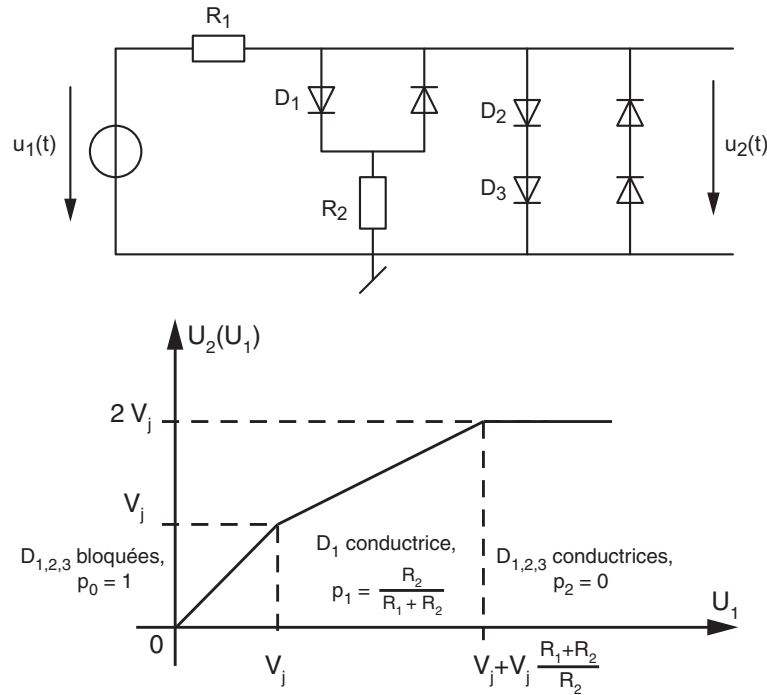 R₁
D₁
D₂
u₁(t)
u₂(t)
D₃
R₂
U₂(U₁)
2 Vⱼ
Vⱼ
D₁,₂,₃ bloquées,
p₀ = 1
D₁ conductrice,
p₁ = R₂ / (R₁ + R₂)
D₁,₂,₃ conductrices,
p₂ = 0
U₁
0
Vⱼ
Vⱼ+Vⱼ (R₁+R₂) / R₂